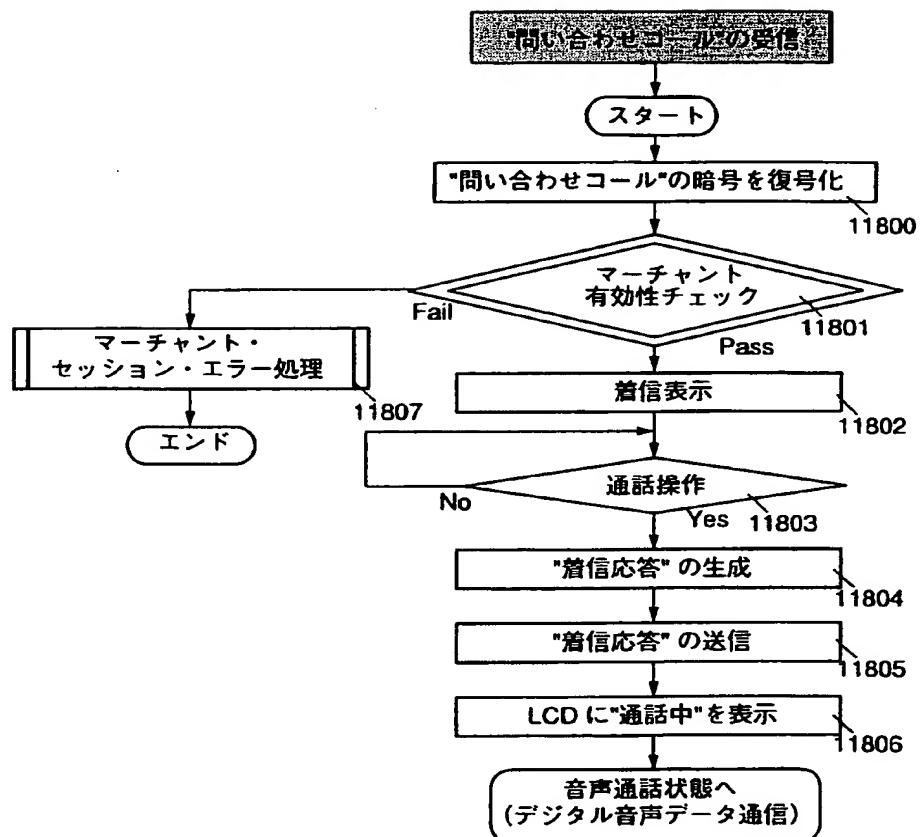 "問い合わせコール"の受信
スタート
"問い合わせコール"の暗号を復号化
11800
マーチャント
有効性チェック
11801
Fail
Pass
マーチャント・
セッション・エラー処理
11807
エンド
着信表示
11802
通話操作
No
Yes
11803
"着信応答" の生成
11804
"着信応答" の送信
11805
LCD に"通話中"を表示
11806
音声通話状態へ
(デジタル音声データ通信)